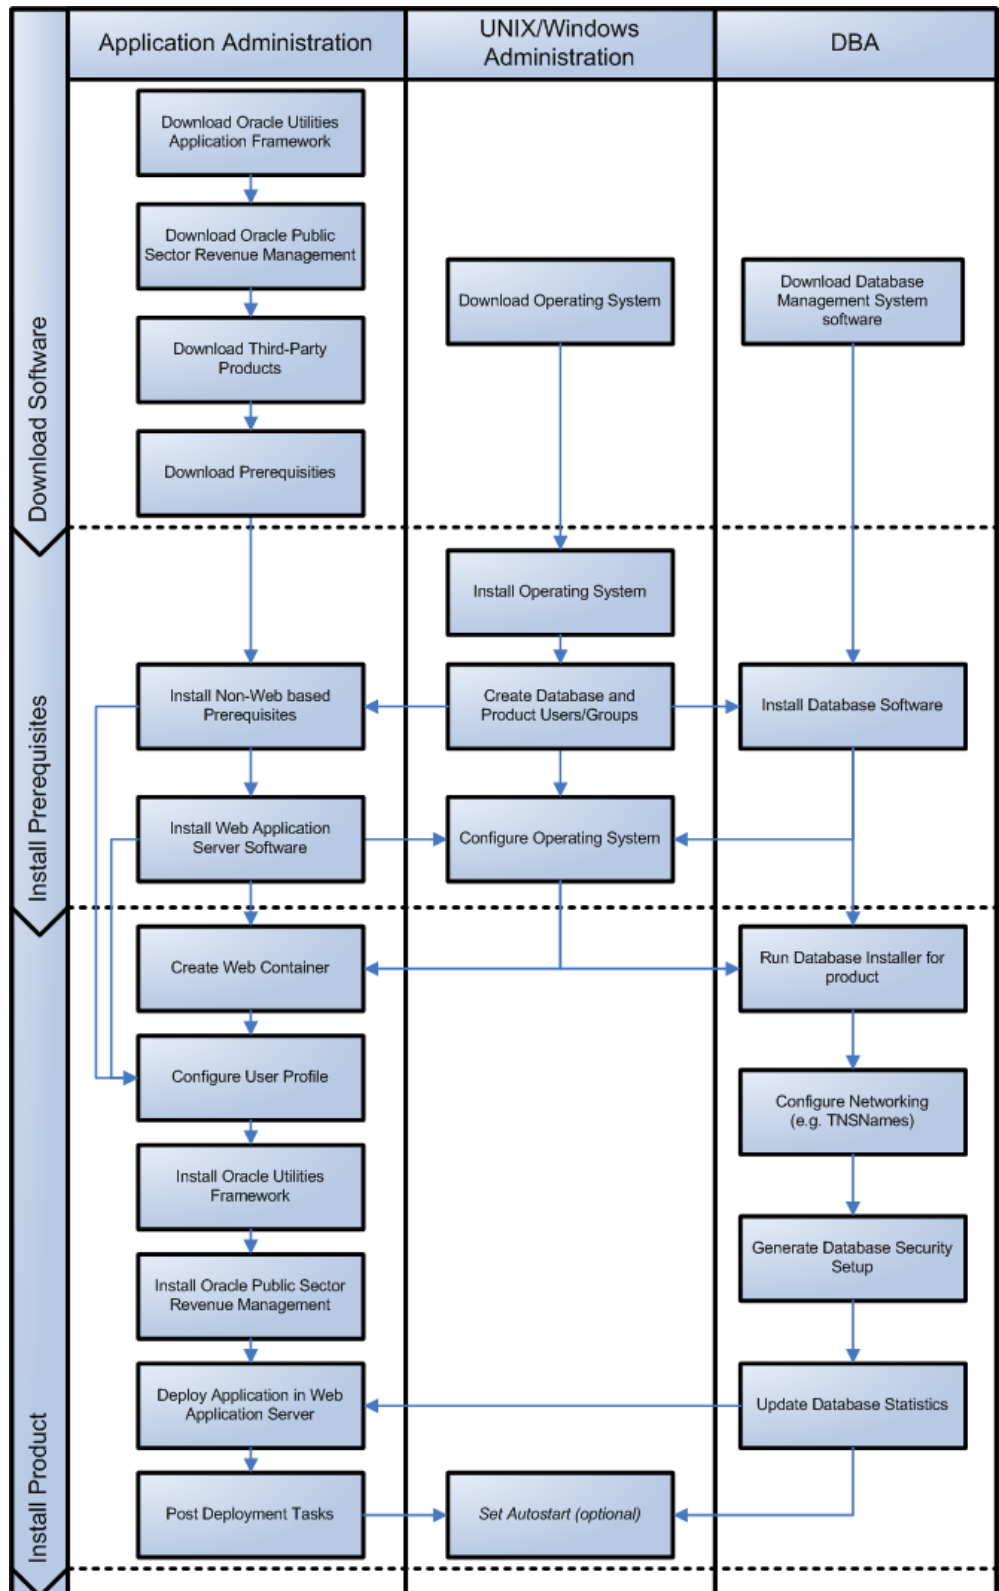 Application Administration
UNIX/Windows
Administration
DBA
Download Software
Download Oracle Utilities
Application Framework
Download Oracle Public
Sector Revenue Management
Download Third-Party
Products
Download Prerequisities
Download Operating System
Download Database
Management System
software
Install Prerequisites
Install Operating System
Install Non-Web based
Prerequisites
Create Database and
Product Users/Groups
Install Database Software
Install Web Application
Server Software
Configure Operating System
Install Product
Create Web Container
Run Database Installer for
product
Configure User Profile
Configure Networking
(e.g. TNSNames)
Install Oracle Utilities
Framework
Generate Database Security
Setup
Install Oracle Public Sector
Revenue Management
Deploy Application in Web
Application Server
Update Database Statistics
Post Deployment Tasks
Set Autostart (optional)